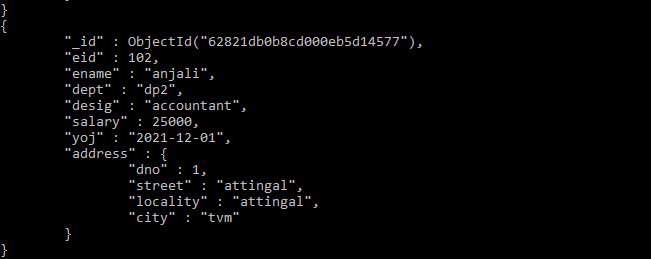 }
{
        "_id" : ObjectId("62821db0b8cd000eb5d14577"),
        "eid" : 102,
        "ename" : "anjali",
        "dept" : "dp2",
        "desig" : "accountant",
        "salary" : 25000,
        "yoj" : "2021-12-01",
        "address" : {
                "dno" : 1,
                "street" : "attingal",
                "locality" : "attingal",
                "city" : "tvm"
        }
}